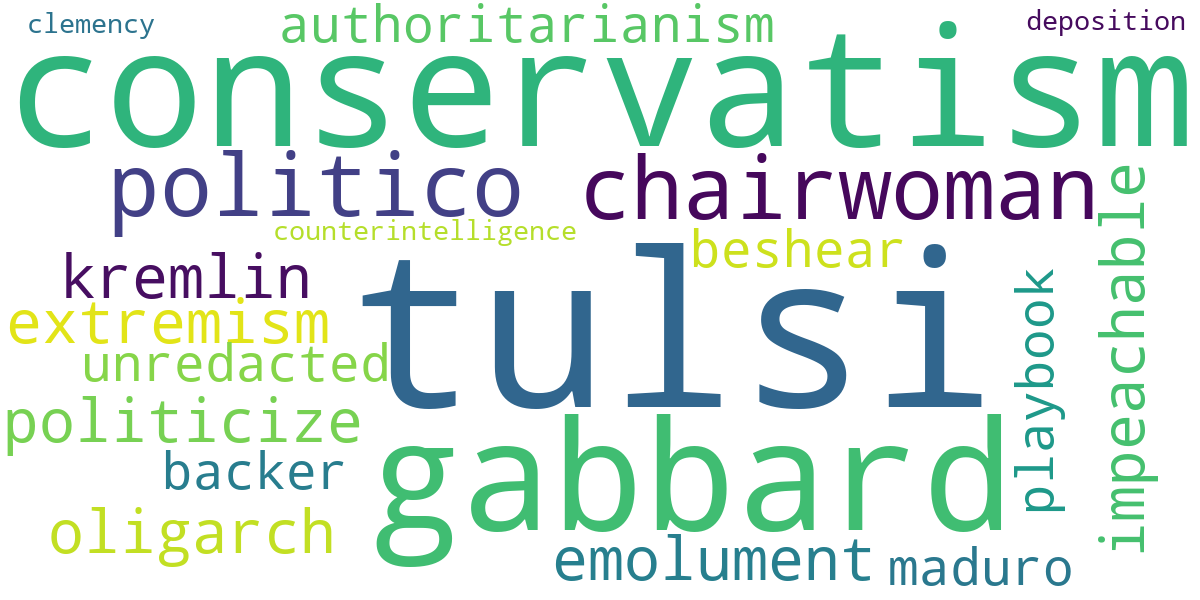 clemency
authoritarianism
deposition
conservatism
politico
chairwoman
impeachable
counterintelligence
beshear
kremlin
tulsi
extremism
playbook
unredacted
politicize
gabbard
backer
oligarch
emolument
maduro